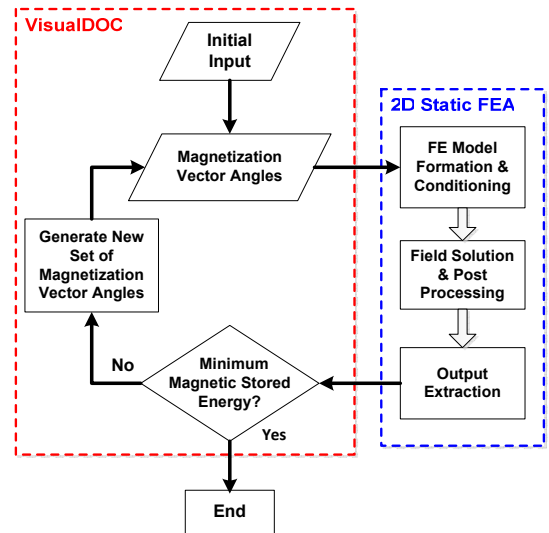 VisualDOC
Initial
Input
Magnetization
Vector Angles
Generate New
Set of
Magnetization
Vector Angles
No
Minimum
Magnetic Stored
Energy?
Yes
End
2D Static FEA
FE Model
Formation &
Conditioning
Field Solution
& Post
Processing
Output
Extraction